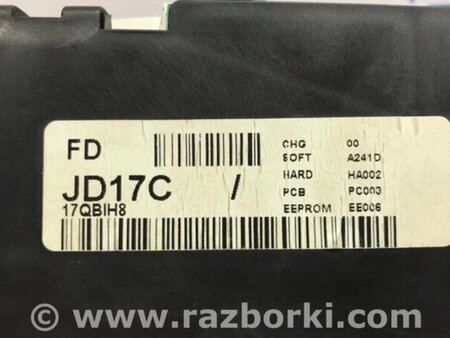 FD
JD17C /
17QBIH8
CHG 00
SOFT A241D
HARD HA002
PCB PC003
EEPROM EE006
© www.razborki.com